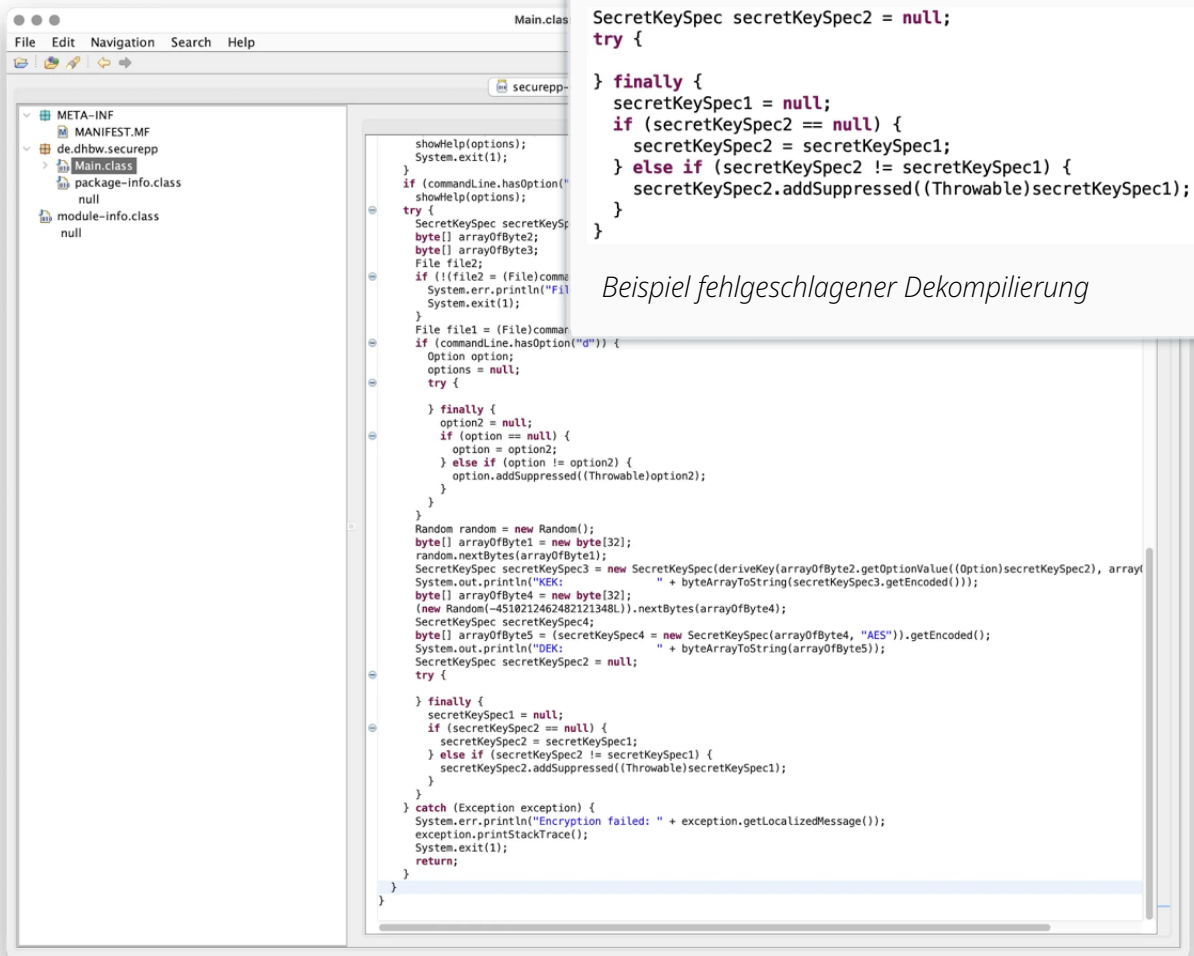 Main.clas
File Edit Navigation Search Help
securepp-
META-INF
MANIFEST.MF
de.dhbw.securepp
Main.class
package-info.class
null
module-info.class
null
showHelp(options);
System.exit(1);
}
if (commandLine.hasOption("
showHelp(options);
try {
SecretKeySpec secretKeySp
byte[] arrayOfByte2;
byte[] arrayOfByte3;
File file2;
if (!(file2 = (File)comma
System.err.println("Fil
System.exit(1);
}
File file1 = (File)comman
if (commandLine.hasOption("d")) {
Option option;
options = null;
try {
} finally {
option2 = null;
if (option == null) {
option = option2;
} else if (option != option2) {
option.addSuppressed((Throwable)option2);
}
}
}
Random random = new Random();
byte[] arrayOfByte1 = new byte[32];
random.nextBytes(arrayOfByte1);
SecretKeySpec secretKeySpec3 = new SecretKeySpec(deriveKey(arrayOfByte2.getOptionValue((Option)secretKeySpec2), array
System.out.println("KEK:             " + byteArrayToString(secretKeySpec3.getEncoded()));
byte[] arrayOfByte4 = new byte[32];
(new Random(-4510212462482121348L)).nextBytes(arrayOfByte4);
SecretKeySpec secretKeySpec4;
byte[] arrayOfByte5 = (secretKeySpec4 = new SecretKeySpec(arrayOfByte4, "AES")).getEncoded();
System.out.println("DEK:             " + byteArrayToString(arrayOfByte5));
SecretKeySpec secretKeySpec2 = null;
try {
} finally {
secretKeySpec1 = null;
if (secretKeySpec2 == null) {
secretKeySpec2 = secretKeySpec1;
} else if (secretKeySpec2 != secretKeySpec1) {
secretKeySpec2.addSuppressed((Throwable)secretKeySpec1);
}
}
} catch (Exception exception) {
System.err.println("Encryption failed: " + exception.getLocalizedMessage());
exception.printStackTrace();
System.exit(1);
return;
}
}
}
SecretKeySpec secretKeySpec2 = null;
try {
} finally {
secretKeySpec1 = null;
if (secretKeySpec2 == null) {
secretKeySpec2 = secretKeySpec1;
} else if (secretKeySpec2 != secretKeySpec1) {
secretKeySpec2.addSuppressed((Throwable)secretKeySpec1);
}
}
Beispiel fehlgeschlagener Dekompilierung